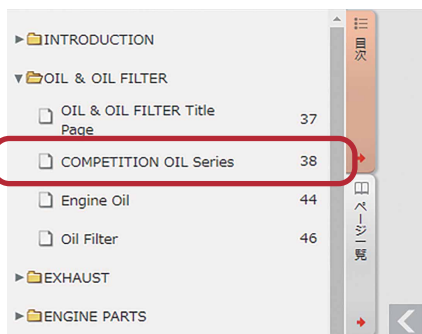 INTRODUCTION
OIL & OIL FILTER
OIL & OIL FILTER Title
Page
37
COMPETITION OIL Series 38
Engine Oil 44
Oil Filter 46
EXHAUST
ENGINE PARTS
目次
ページ一覧